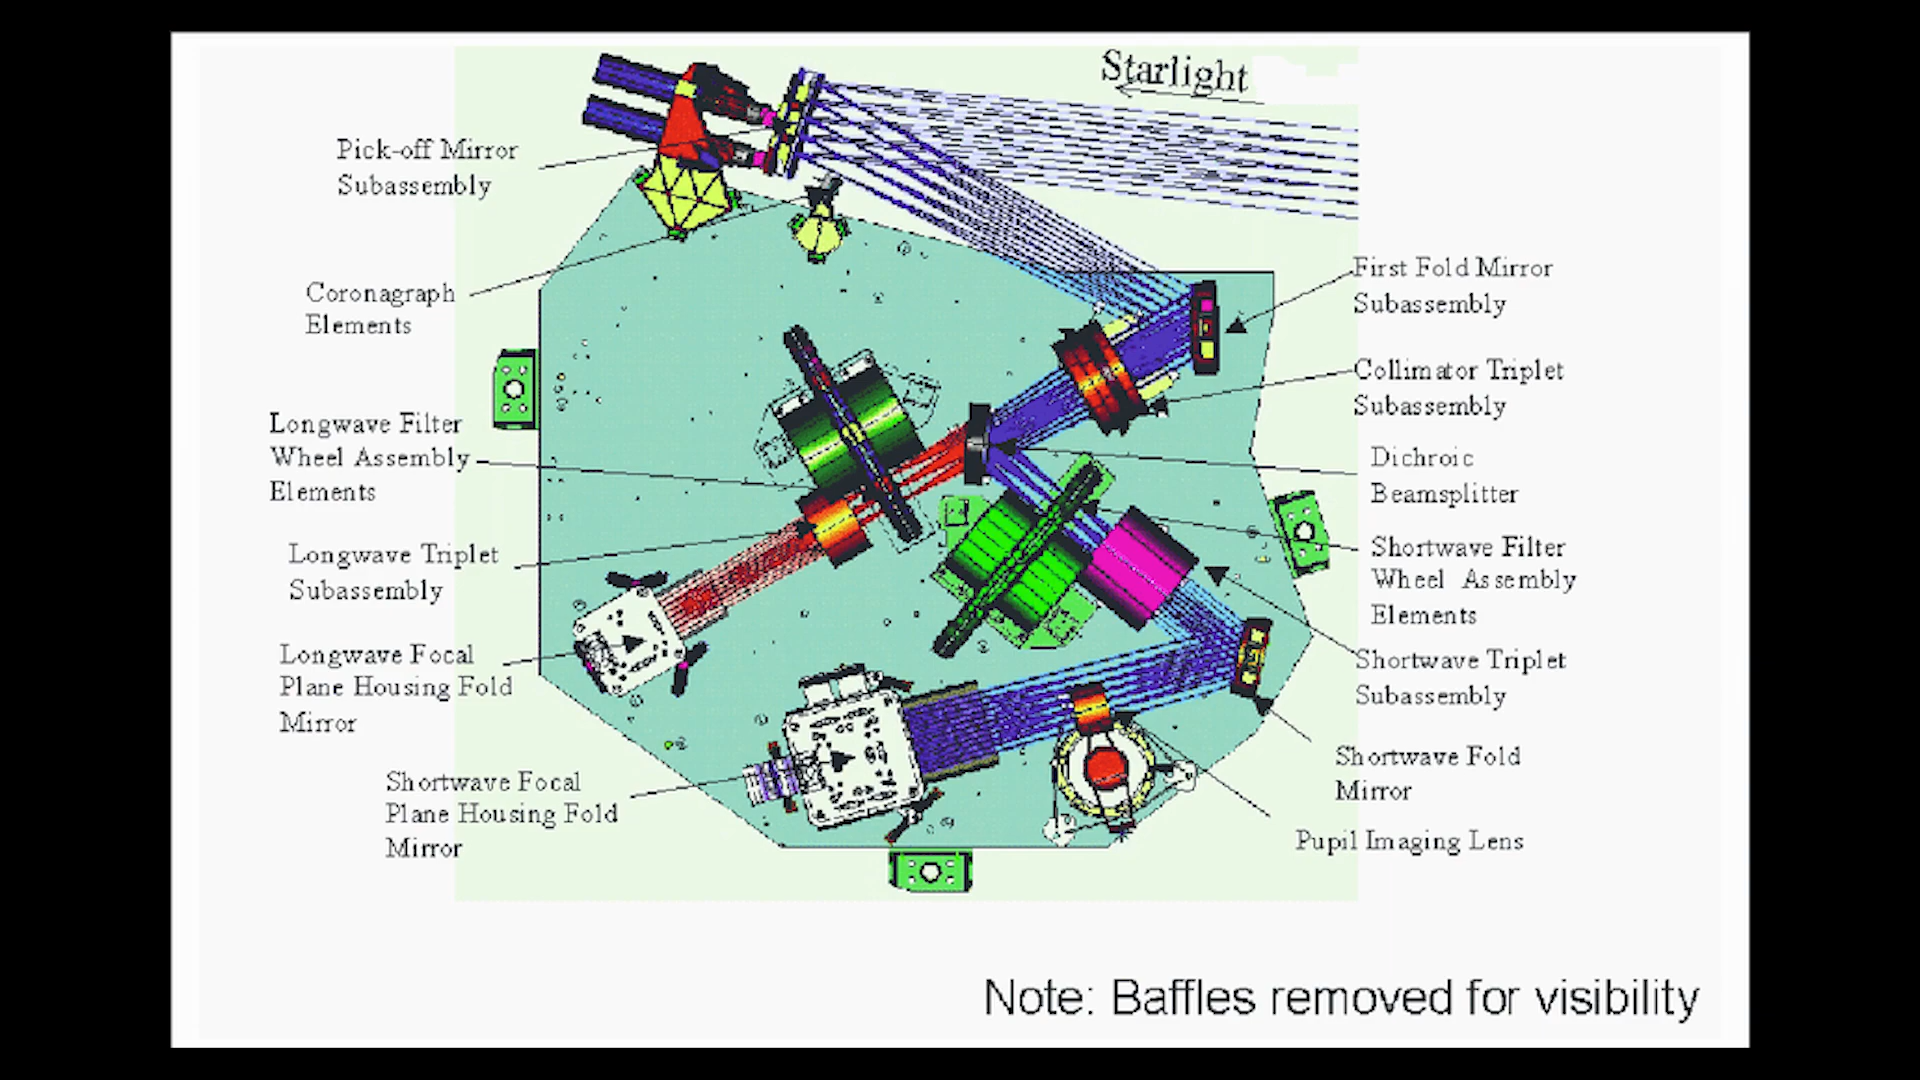 Starlight
Pick-off Mirror
Subassembly
Coronagraph
Elements
Longwave Filter
Wheel Assembly
Elements
Longwave Triplet
Subassembly
Longwave Focal
Plane Housing Fold
Mirror
Shortwave Focal
Plane Housing Fold
Mirror
First Fold Mirror
Subassembly
Collimator Triplet
Subassembly
Dichroic
Beamsplitter
Shortwave Filter
Wheel Assembly
Elements
Shortwave Triplet
Subassembly
Shortwave Fold
Mirror
Pupil Imaging Lens
Note: Baffles removed for visibility